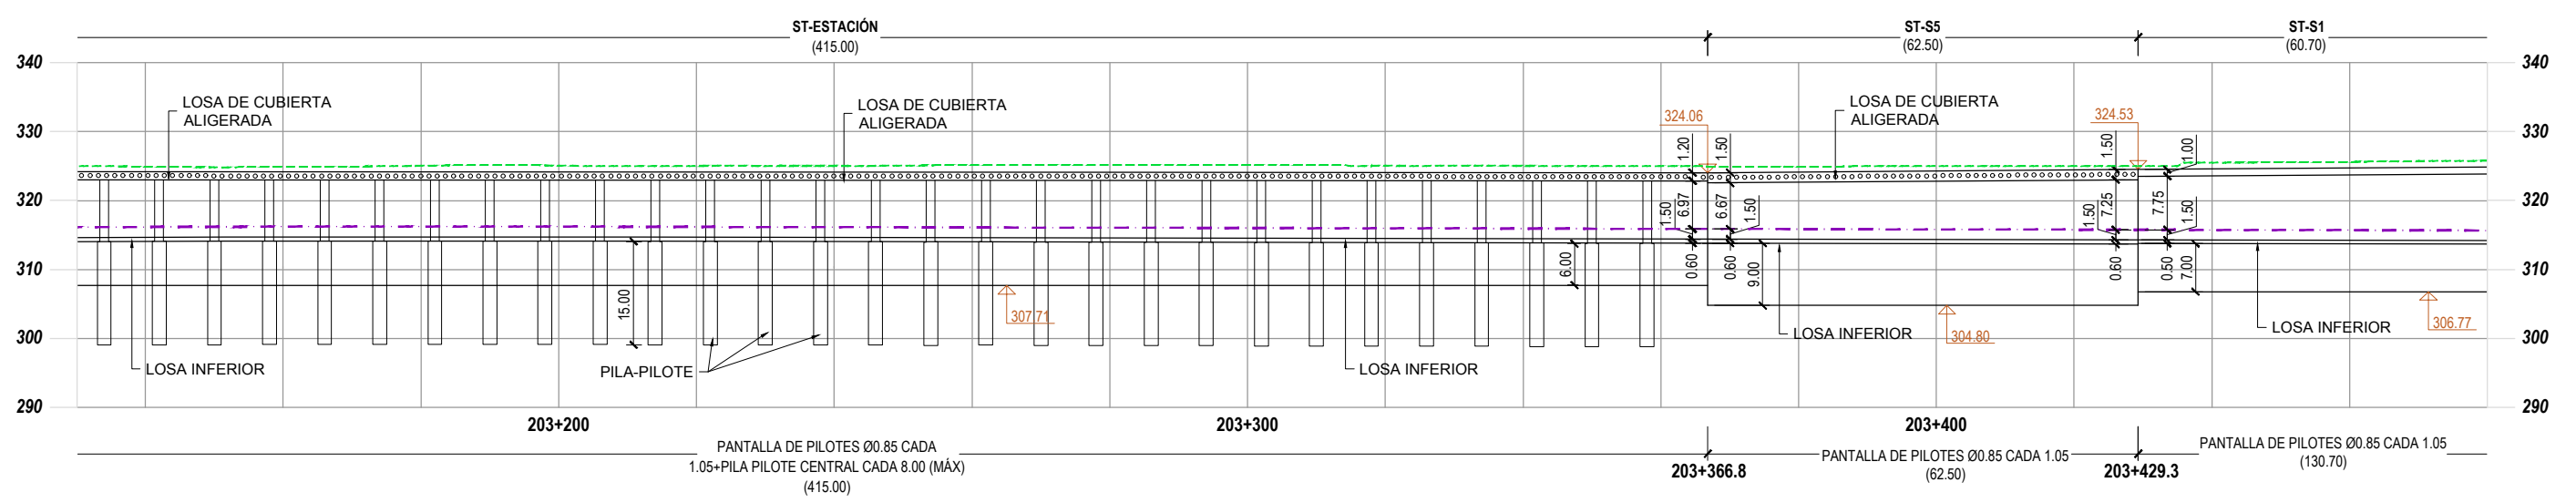 ST-ESTACIÓN
(415.00)
ST-S5
(62.50)
ST-S1
(60.70)
340
340
LOSA DE CUBIERTA
ALIGERADA
LOSA DE CUBIERTA
ALIGERADA
324.06
LOSA DE CUBIERTA
ALIGERADA
324.53
330
330
1.20
1.50
1.50
1.00
320
320
1.50
6.97
6.67
1.50
1.50
7.25
7.75
1.50
310
310
15.00
6.00
0.60
0.60
9.00
0.60
0.50
7.00
307.71
304.80
306.77
300
300
LOSA INFERIOR
PILA-PILOTE
LOSA INFERIOR
LOSA INFERIOR
LOSA INFERIOR
290
290
203+200
203+300
203+400
PANTALLA DE PILOTES Ø0.85 CADA
1.05+PILA PILOTE CENTRAL CADA 8.00 (MÁX)
(415.00)
203+366.8
PANTALLA DE PILOTES Ø0.85 CADA 1.05
(62.50)
203+429.3
PANTALLA DE PILOTES Ø0.85 CADA 1.05
(130.70)